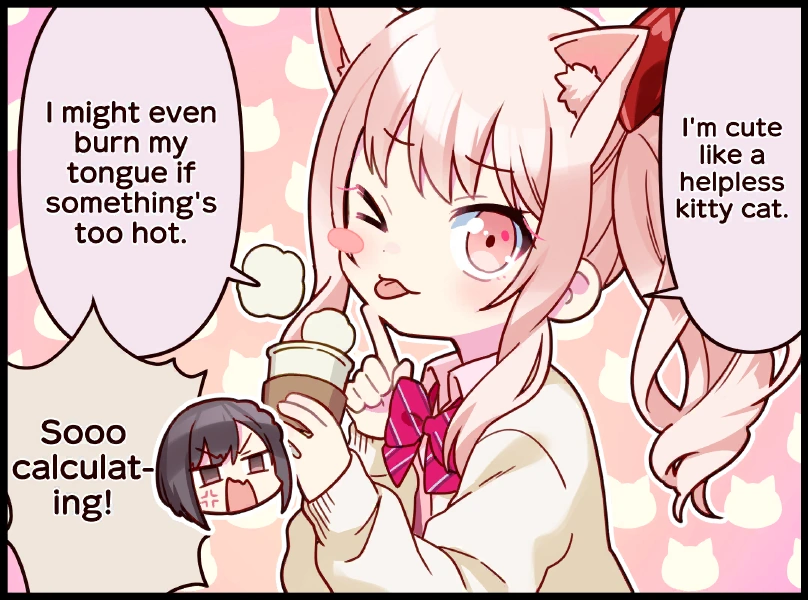 I'm cute
like a
helpless
kitty cat.
I might even
burn my
tongue if
something's
too hot.
Sooo
calculat-
ing!